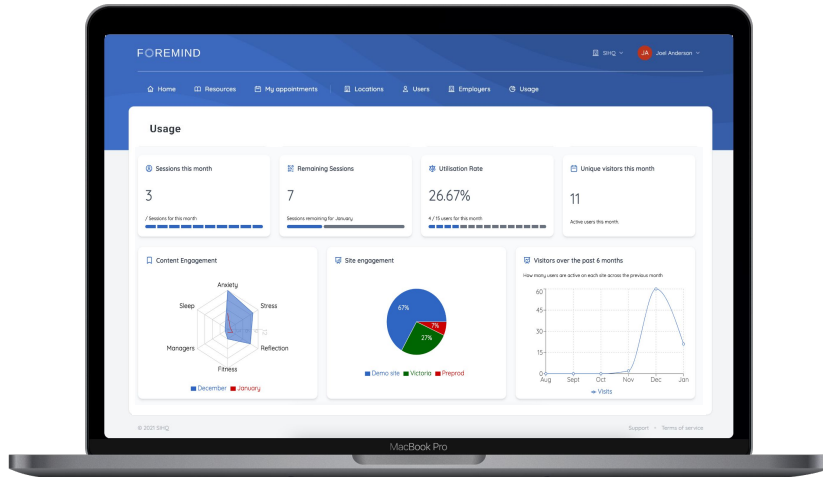 FOREMIND
SIHQ
JA
Joel Anderson
Home
Resources
My appointments
Locations
Users
Employers
Usage
Usage
Sessions this month
3
/ Sessions for this month
Remaining Sessions
7
Sessions remaining for January
Utilisation Rate
26.67%
4 / 15 users for this month
Unique visitors this month
11
Active users this month.
Content Engagement
Anxiety
Sleep
Stress
Managers
Reflection
Fitness
December
January
Site engagement
67%
7%
27%
Demo site
Victoria
Preprod
Visitors over the past 6 months
How many users are active on each site across the previous month
60
45
30
15
0
Aug Sept Oct Nov Dec Jan
Visits
© 2021 SIHQ
Support
Terms of service
MacBook Pro